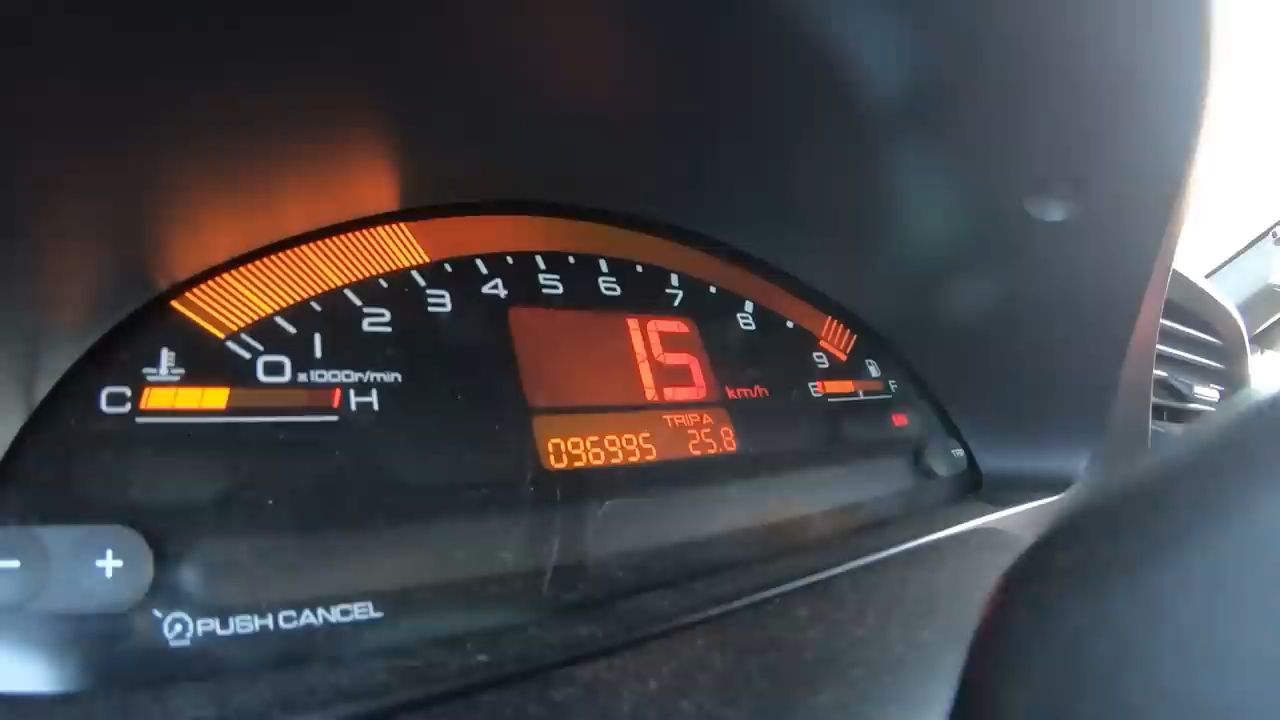 0 1 2 3 4 5 6 7 8 9
x1000r/min
C H
15 km/h
E F
TRIP A
096995 25.8
- +
PUSH CANCEL